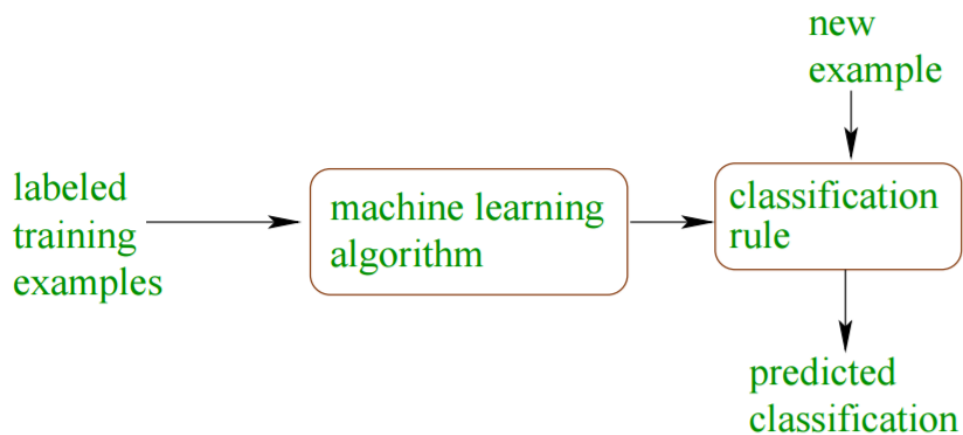 new
example
labeled
training
examples
machine learning
algorithm
classification
rule
predicted
classification